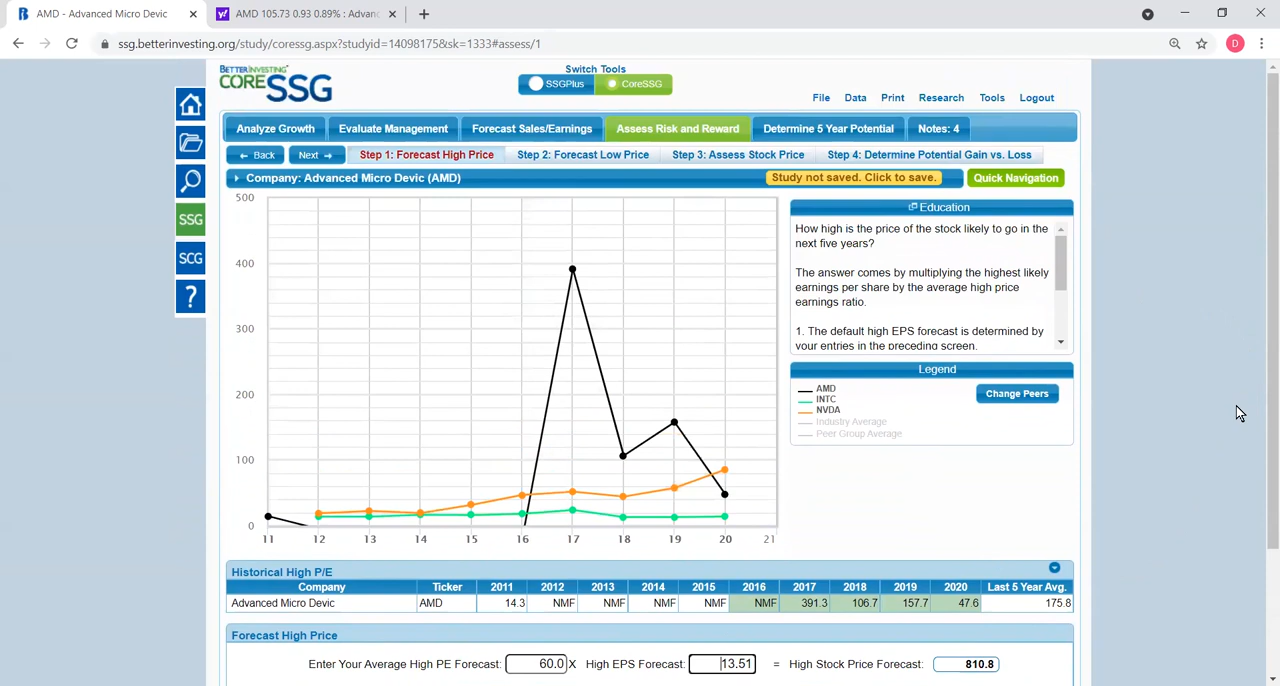 AMD - Advanced Micro Devic
AMD 105.73 0.93 0.89% : Advanc
ssg.betterinvesting.org/study/coressg.aspx?studyid=14098175&sk=1333#assess/1
D
BETTERINVESTING
CORESSG
Switch Tools
SSGPlus CoreSSG
File Data Print Research Tools Logout
Analyze Growth Evaluate Management Forecast Sales/Earnings Assess Risk and Reward Determine 5 Year Potential Notes: 4
← Back Next → Step 1: Forecast High Price Step 2: Forecast Low Price Step 3: Assess Stock Price Step 4: Determine Potential Gain vs. Loss
Company: Advanced Micro Devic (AMD) Study not saved. Click to save. Quick Navigation
SSG
SCG
?
500
400
300
200
100
0
11 12 13 14 15 16 17 18 19 20 21
Education
How high is the price of the stock likely to go in the
next five years?
The answer comes by multiplying the highest likely
earnings per share by the average high price
earnings ratio.
1. The default high EPS forecast is determined by
your entries in the preceding screen.
Legend
AMD
INTC
NVDA
Industry Average
Peer Group Average
Change Peers
Historical High P/E
Company Ticker 2011 2012 2013 2014 2015 2016 2017 2018 2019 2020 Last 5 Year Avg.
Advanced Micro Devic AMD 14.3 NMF NMF NMF NMF NMF 391.3 106.7 157.7 47.6 175.8
Forecast High Price
Enter Your Average High PE Forecast: 60.0 X High EPS Forecast: 13.51 = High Stock Price Forecast: 810.8